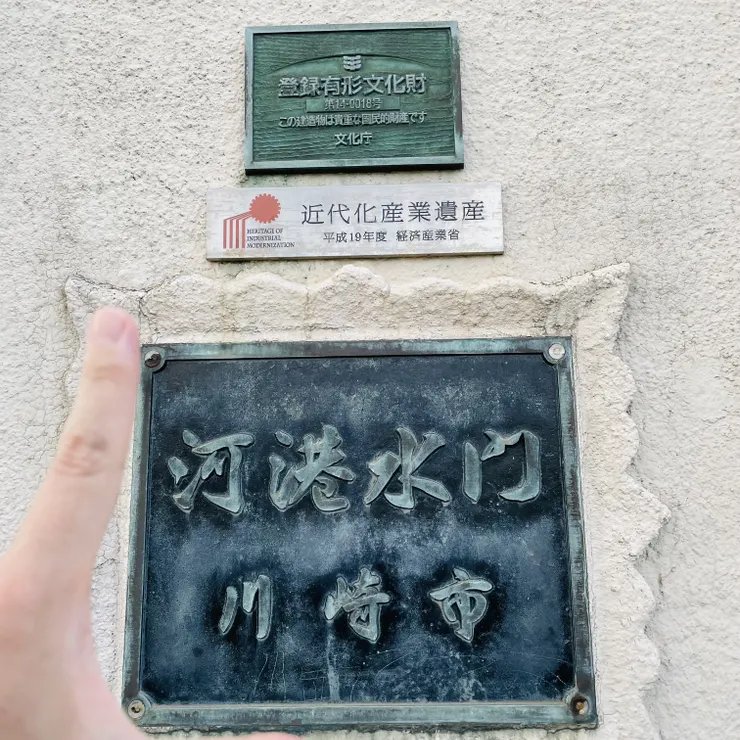 登録有形文化財
第14-0018号
この建造物は貴重な国民的財産です
文化庁
近代化産業遺産
HERITAGE OF
INDUSTRIAL
MODERNIZATION
平成19年度 経済産業省
河港水門
川崎市